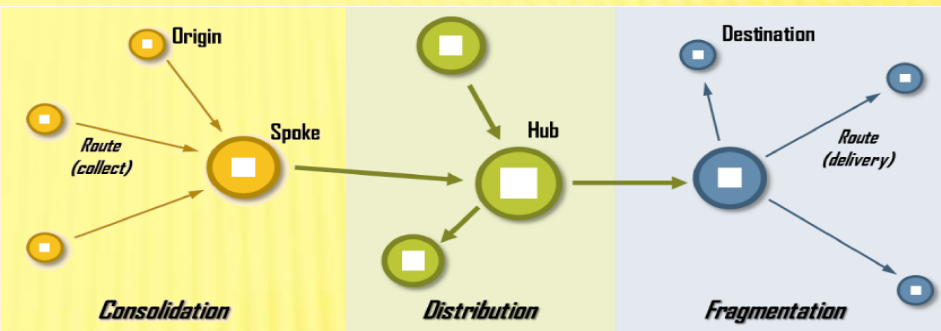 Origin
Destination
Spoke
Hub
Route
(collect)
Route
(delivery)
Consolidation
Distribution
Fragmentation